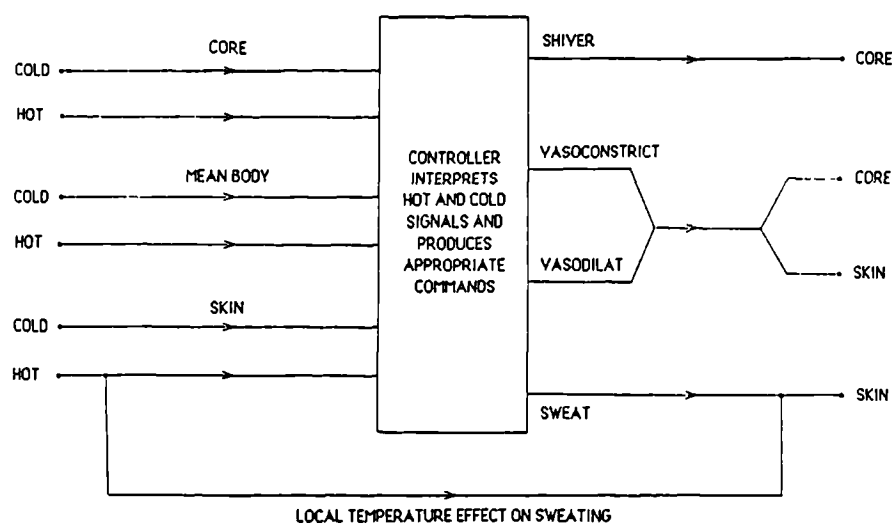 CORE
COLD
HOT
MEAN BODY
COLD
HOT
SKIN
COLD
HOT
CONTROLLER
INTERPRETS
HOT AND COLD
SIGNALS AND
PRODUCES
APPROPRIATE
COMMANDS
SHIVER
CORE
VASOCONSTRICT
CORE
VASODILAT
SKIN
SWEAT
SKIN
LOCAL TEMPERATURE EFFECT ON SWEATING